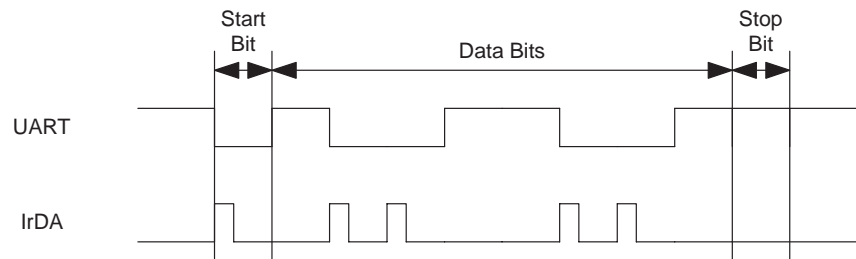 Start
Bit
Data Bits
Stop
Bit
UART
IrDA